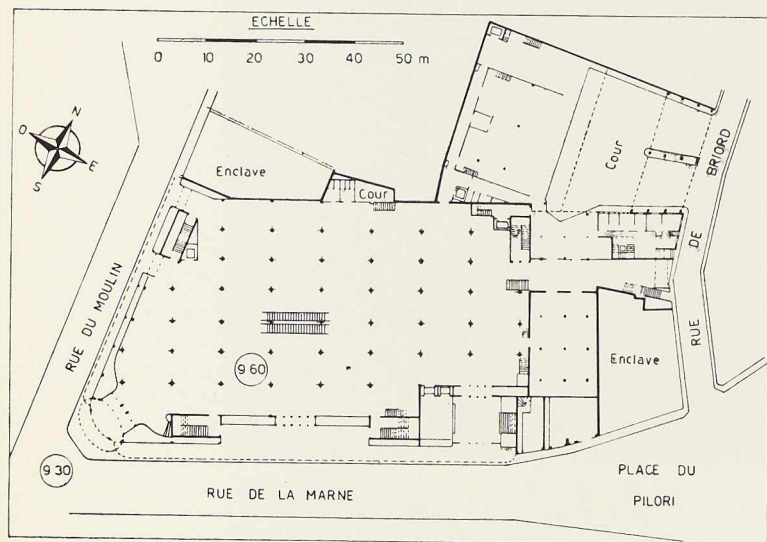 ECHELLE
0 10 20 30 40 50 m
N
O
E
S
Enclave
Cour
Cour
RUE DE BRIORD
RUE DU MOULIN
Enclave
9 60
9 30
RUE DE LA MARNE
PLACE DU
PILORI